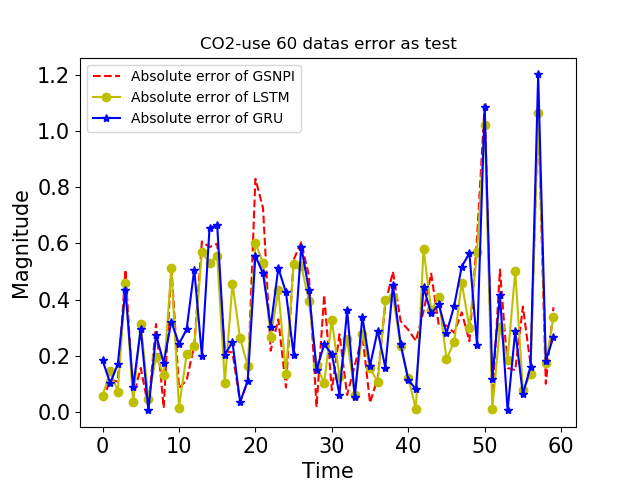 CO2-use 60 datas error as test
Absolute error of GSNPI
Absolute error of LSTM
Absolute error of GRU
Magnitude
1.2
1.0
0.8
0.6
0.4
0.2
0.0
0 10 20 30 40 50 60
Time